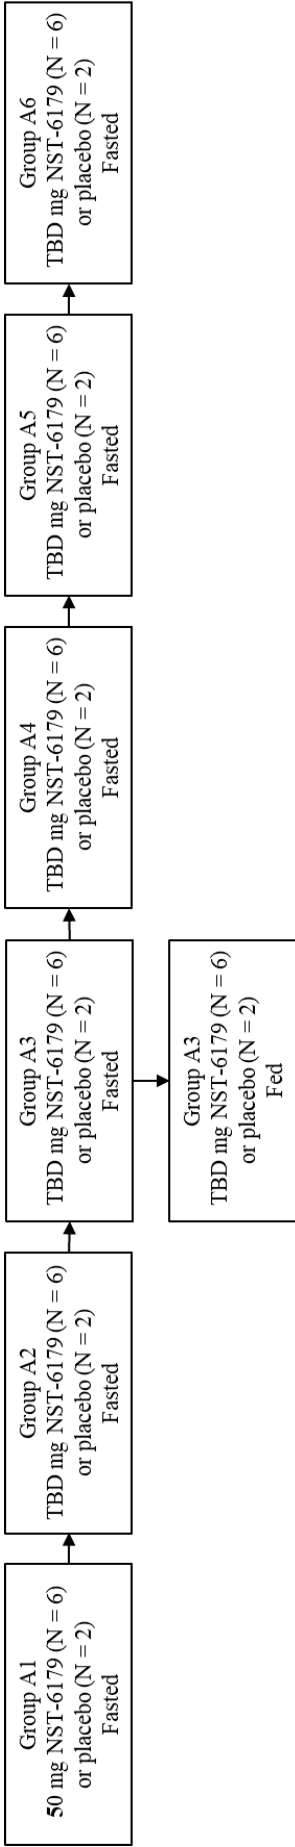 Group A1
50 mg NST-6179 (N = 6)
or placebo (N = 2)
Fasted
Group A2
TBD mg NST-6179 (N = 6)
or placebo (N = 2)
Fasted
Group A3
TBD mg NST-6179 (N = 6)
or placebo (N = 2)
Fasted
Group A3
TBD mg NST-6179 (N = 6)
or placebo (N = 2)
Fed
Group A4
TBD mg NST-6179 (N = 6)
or placebo (N = 2)
Fasted
Group A5
TBD mg NST-6179 (N = 6)
or placebo (N = 2)
Fasted
Group A6
TBD mg NST-6179 (N = 6)
or placebo (N = 2)
Fasted